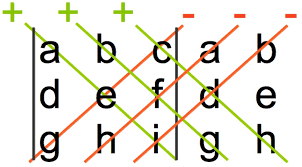 + + + - - -
a b c a b
d e f d e
g h i g h